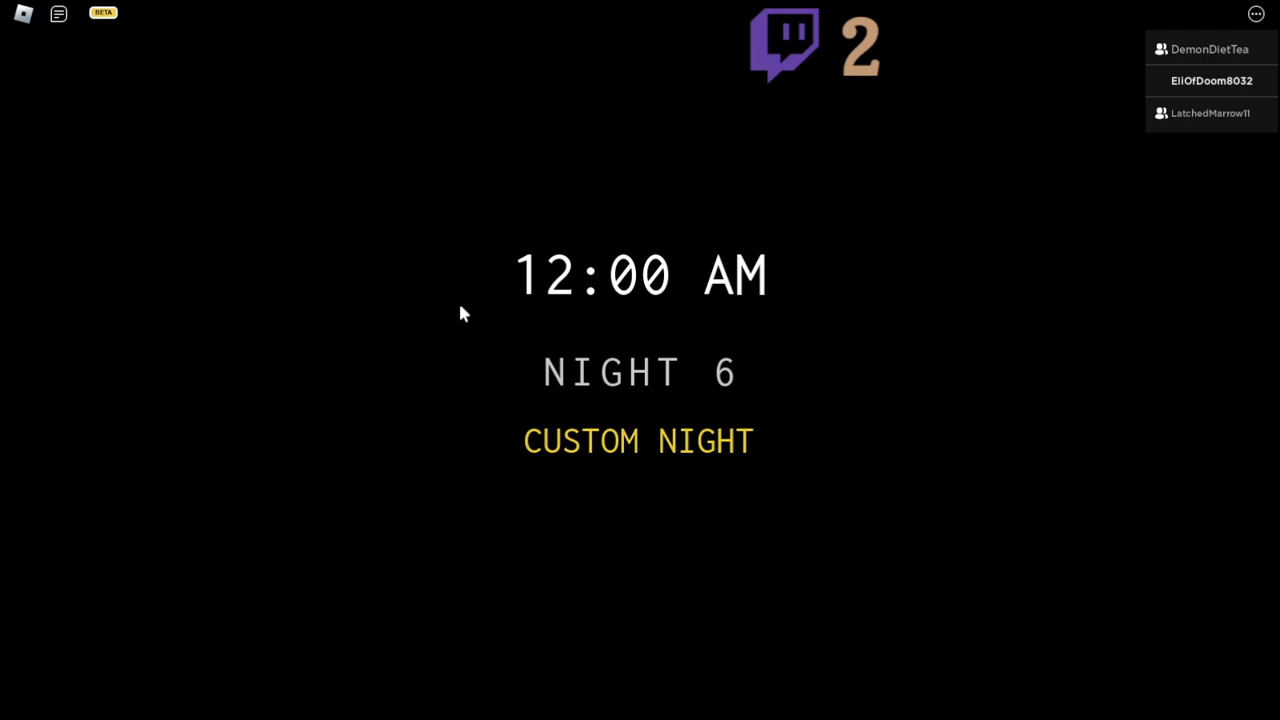 BETA
2
DemonDietTea
EliOfDoom8032
LatchedMarrow11
12:00 AM
NIGHT 6
CUSTOM NIGHT